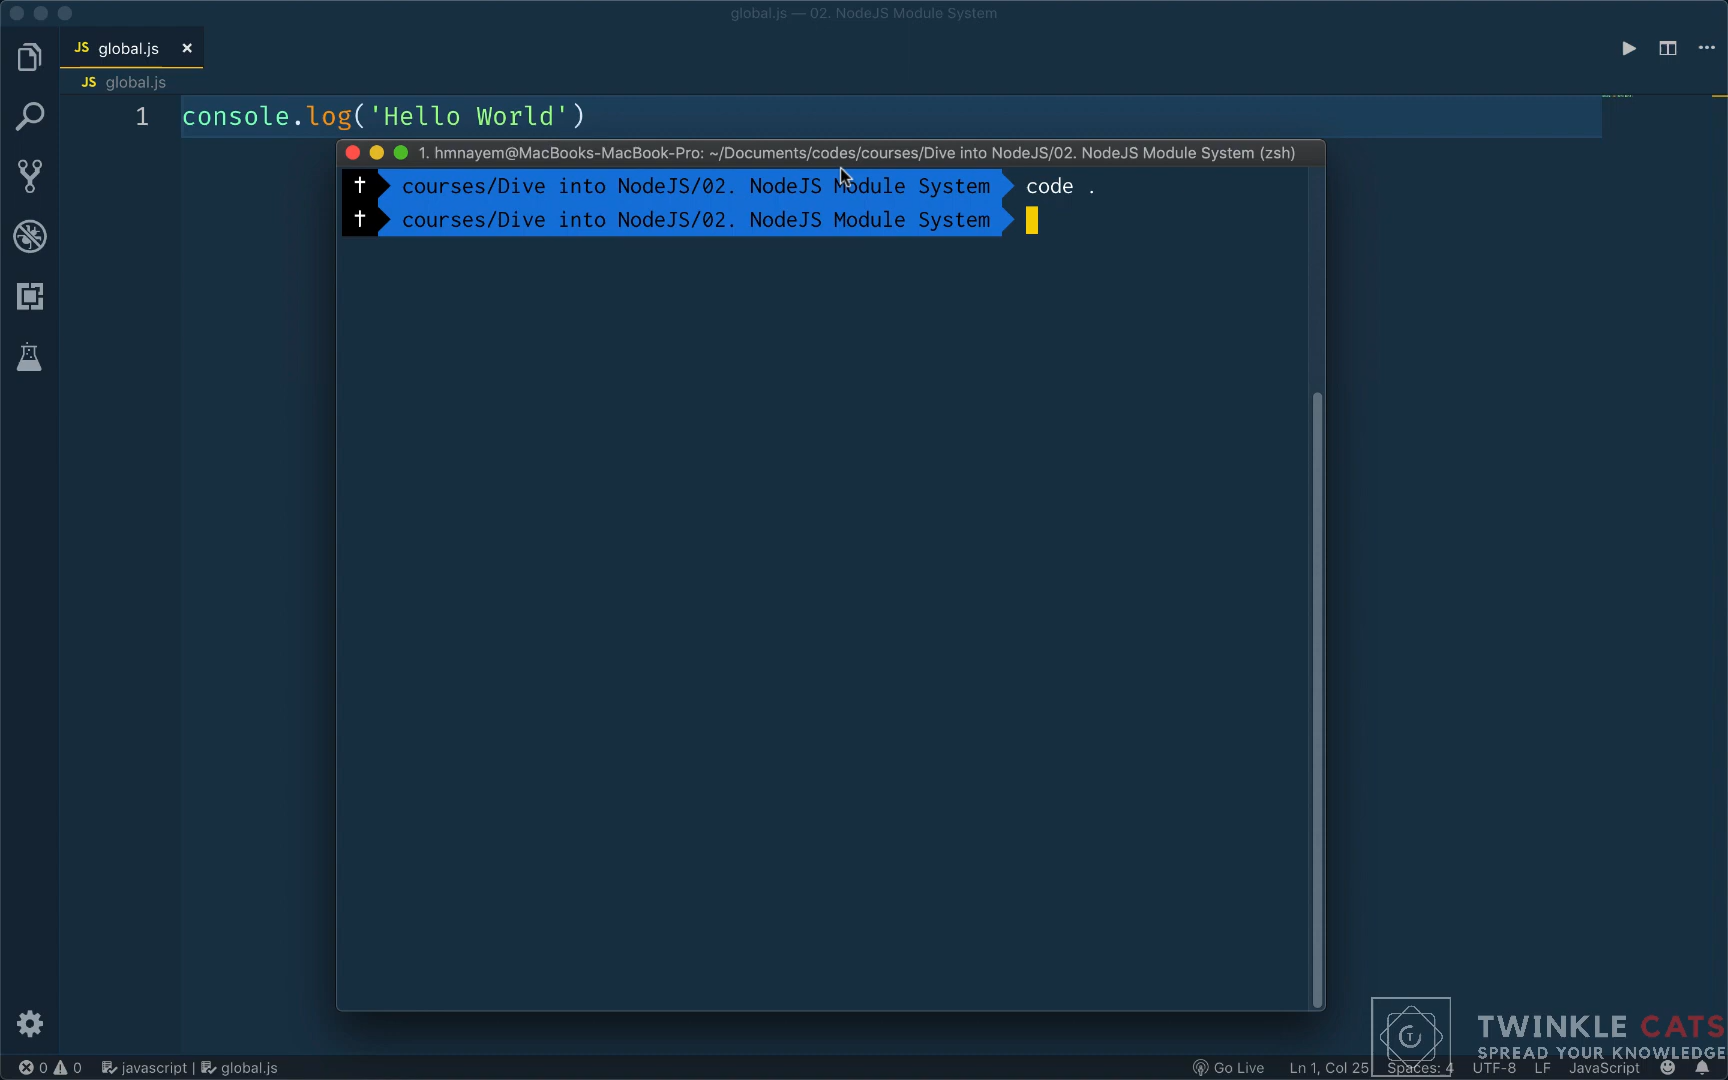 global.js — 02. NodeJS Module System
JS global.js ×
JS global.js
1 console.log('Hello World')
1. hmnayem@MacBooks-MacBook-Pro: ~/Documents/codes/courses/Dive into NodeJS/02. NodeJS Module System (zsh)
† courses/Dive into NodeJS/02. NodeJS Module System code .
† courses/Dive into NodeJS/02. NodeJS Module System
TWINKLE CATS
SPREAD YOUR KNOWLEDGE
0 0 javascript | global.js Go Live Ln 1, Col 25 Spaces: 4 UTF-8 LF JavaScript